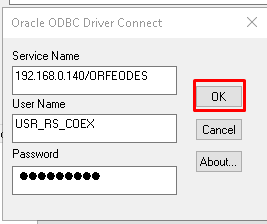 Oracle ODBC Driver Connect
Service Name
192.168.0.140/ORFEODES
OK
User Name
USR_RS_COEX
Cancel
Password
About...
●●●●●●●●●